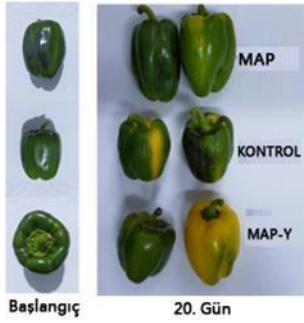 MAP
KONTROL
MAP-Y
Başlangıç
20. Gün